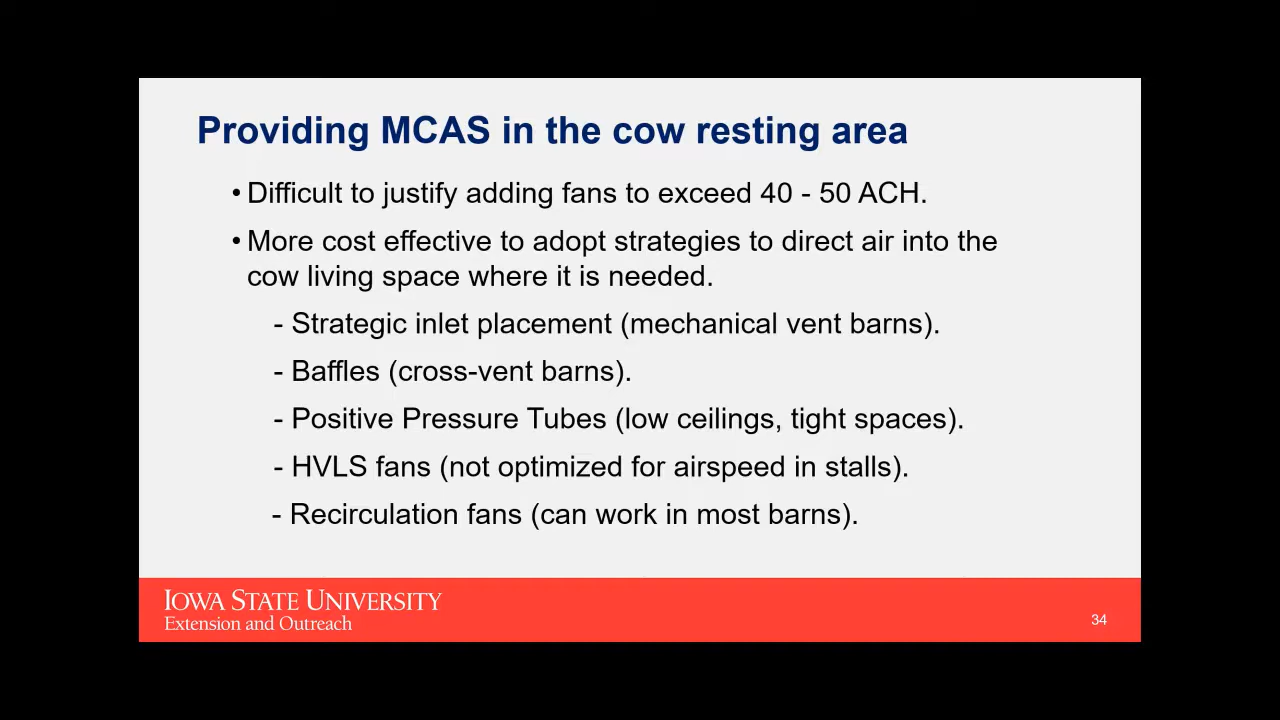 Providing MCAS in the cow resting area
• Difficult to justify adding fans to exceed 40 - 50 ACH.
• More cost effective to adopt strategies to direct air into the
cow living space where it is needed.
- Strategic inlet placement (mechanical vent barns).
- Baffles (cross-vent barns).
- Positive Pressure Tubes (low ceilings, tight spaces).
- HVLS fans (not optimized for airspeed in stalls).
- Recirculation fans (can work in most barns).
IOWA STATE UNIVERSITY
Extension and Outreach
34